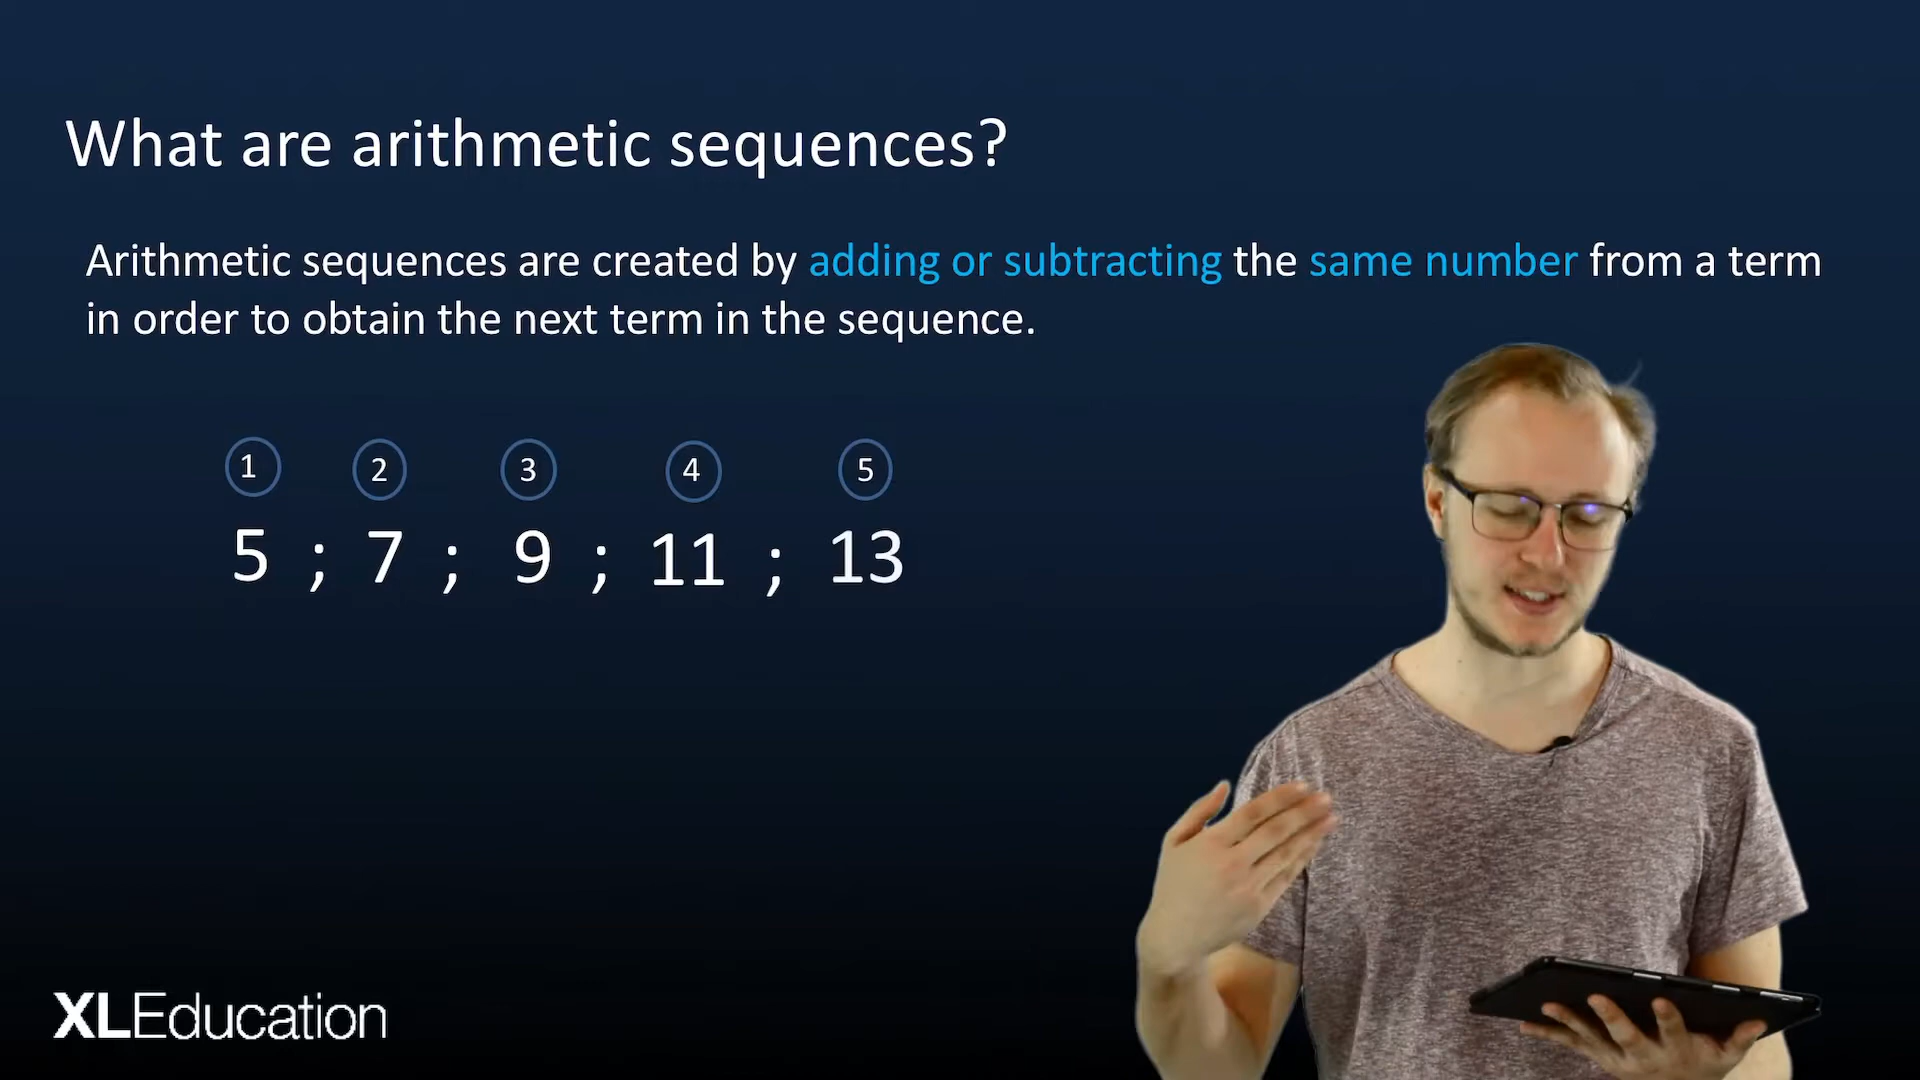 What are arithmetic sequences?
Arithmetic sequences are created by adding or subtracting the same number from a term
in order to obtain the next term in the sequence.
1 2 3 4 5
5 ; 7 ; 9 ; 11 ; 13
XLEducation